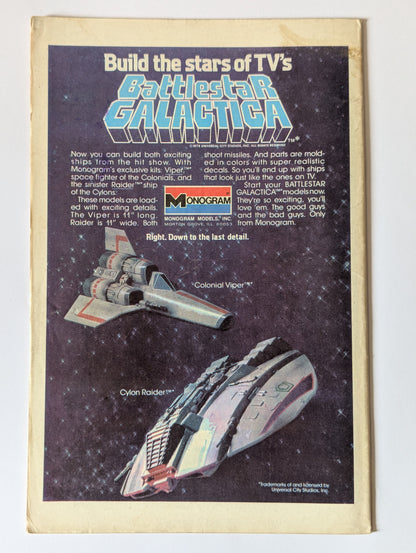 Build the stars of TV's
BattlestaR
GALACTICA™
©1978 UNIVERSAL CITY STUDIOS, INC. ALL RIGHTS RESERVED
Now you can build both exciting
ships from the hit show. With
Monogram's exclusive kits: Viper,™*
space fighter of the Colonials, and
the sinister Raider™* ship
of the Cylons.
These models are load-
ed with exciting details.
The Viper is 11" long.
Raider is 11" wide. Both
shoot missiles. And parts are mold-
ed in colors with super realistic
decals. So you'll end up with ships
that look just like the ones on TV.
Start your BATTLESTAR
GALACTICA™* models now.
They're so exciting, you'll
love 'em. The good guys
and the bad guys. Only
from Monogram.
M
MONOGRAM
MONOGRAM MODELS, INC.
MORTON GROVE, ILL. 60053
Right. Down to the last detail.
Colonial Viper™*
Cylon Raider™*
*Trademarks of and licensed by
Universal City Studios, Inc.